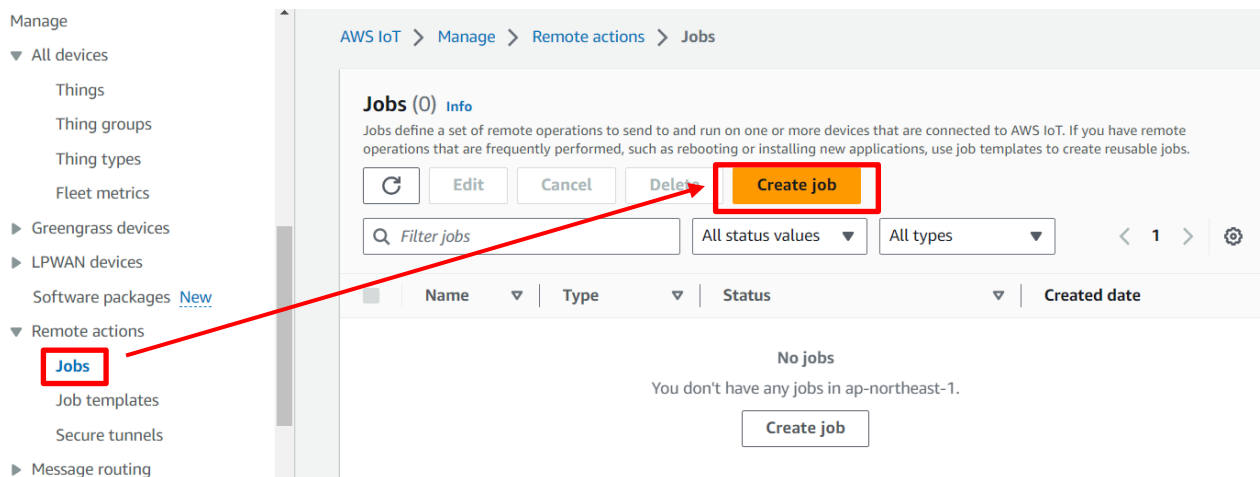 Manage
All devices
Things
Thing groups
Thing types
Fleet metrics
Greengrass devices
LPWAN devices
Software packages New
Remote actions
Jobs
Job templates
Secure tunnels
Message routing
AWS IoT > Manage > Remote actions > Jobs
Jobs (0) Info
Jobs define a set of remote operations to send to and run on one or more devices that are connected to AWS IoT. If you have remote
operations that are frequently performed, such as rebooting or installing new applications, use job templates to create reusable jobs.
Edit Cancel Delete Create job
Filter jobs All status values All types < 1 >
Name Type Status Created date
No jobs
You don't have any jobs in ap-northeast-1.
Create job